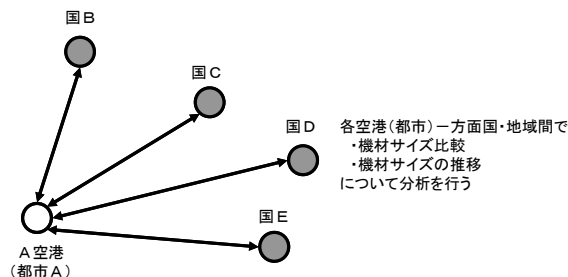 国B
国C
国D
各空港(都市)－方面国・地域間で
・機材サイズ比較
・機材サイズの推移
について分析を行う
国E
A空港
(都市A)